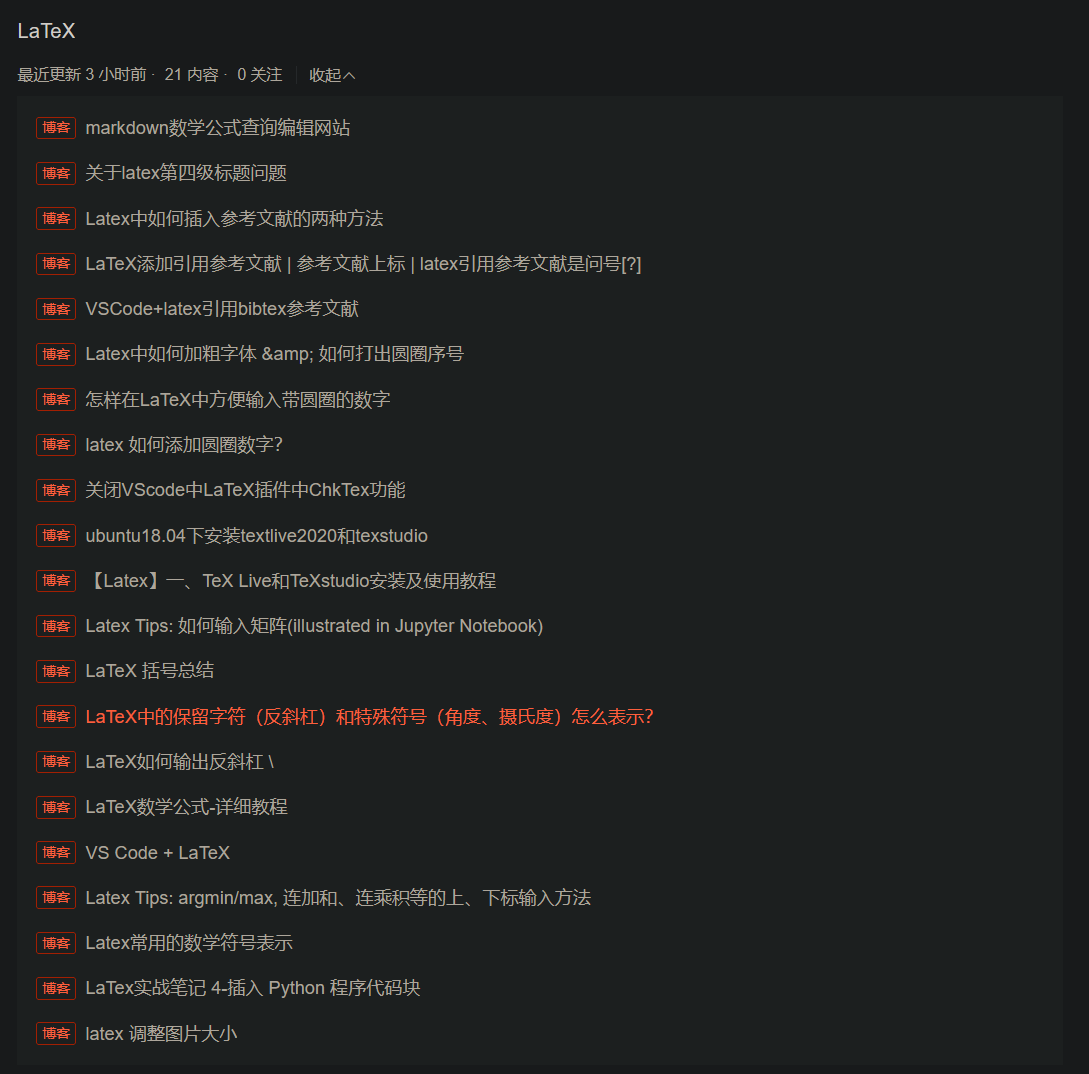 LaTeX
最近更新 3 小时前 · 21 内容 · 0 关注 收起
博客 markdown数学公式查询编辑网站
博客 关于latex第四级标题问题
博客 Latex中如何插入参考文献的两种方法
博客 LaTeX添加引用参考文献 | 参考文献上标 | latex引用参考文献是问号[?]
博客 VSCode+latex引用bibtex参考文献
博客 Latex中如何加粗字体 &amp; 如何打出圆圈序号
博客 怎样在LaTeX中方便输入带圆圈的数字
博客 latex 如何添加圆圈数字?
博客 关闭VScode中LaTeX插件中ChkTex功能
博客 ubuntu18.04下安装textlive2020和texstudio
博客 【Latex】一、TeX Live和TeXstudio安装及使用教程
博客 Latex Tips: 如何输入矩阵(illustrated in Jupyter Notebook)
博客 LaTeX 括号总结
博客 LaTeX中的保留字符（反斜杠）和特殊符号（角度、摄氏度）怎么表示?
博客 LaTeX如何输出反斜杠 \
博客 LaTeX数学公式-详细教程
博客 VS Code + LaTeX
博客 Latex Tips: argmin/max, 连加和、连乘积等的上、下标输入方法
博客 Latex常用的数学符号表示
博客 LaTex实战笔记 4-插入 Python 程序代码块
博客 latex 调整图片大小